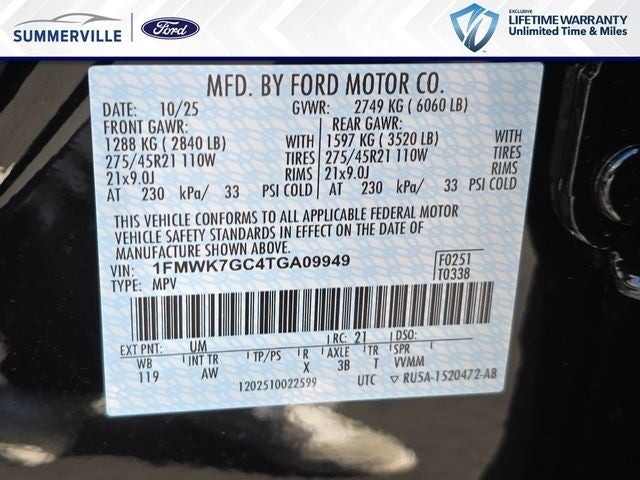 SUMMERVILLE Ford
EXCLUSIVE
LIFETIME WARRANTY
Unlimited Time & Miles
MFD. BY FORD MOTOR CO.
DATE: 10/25 GVWR: 2749 KG ( 6060 LB)
FRONT GAWR: REAR GAWR:
1288 KG ( 2840 LB) WITH 1597 KG ( 3520 LB) WITH
275/45R21 110W TIRES 275/45R21 110W TIRES
21x9.0J RIMS 21x9.0J RIMS
AT 230 kPa/ 33 PSI COLD AT 230 kPa/ 33 PSI COLD
THIS VEHICLE CONFORMS TO ALL APPLICABLE FEDERAL MOTOR
VEHICLE SAFETY STANDARDS IN EFFECT ON THE DATE OF
MANUFACTURE SHOWN ABOVE.
VIN: 1FMWK7GC4TGA09949 F0251
TYPE: MPV T0338
EXT PNT: UM RC: 21 DSO:
WB INT TR TP/PS R AXLE TR SPR
119 AW X 3B T VVMM
1202510022599 UTC ▽ RU5A-1520472-AB